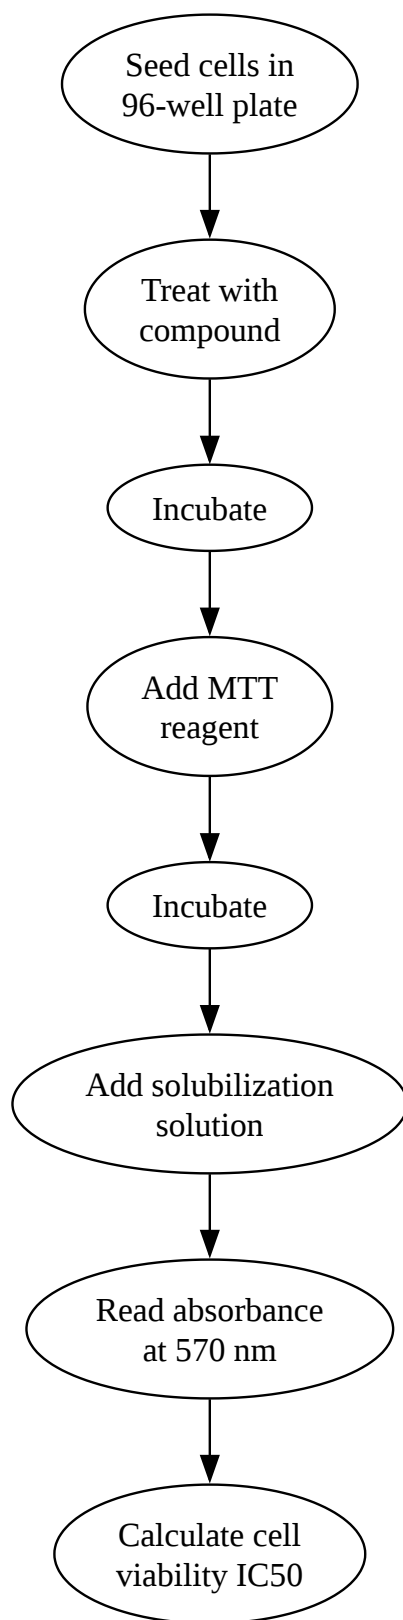 Seed cells in
96-well plate
Treat with
compound
Incubate
Add MTT
reagent
Incubate
Add solubilization
solution
Read absorbance
at 570 nm
Calculate cell
viability IC50